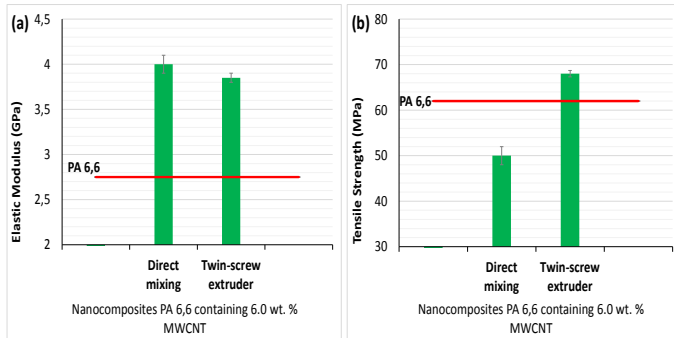 (a)
Elastic Modulus (GPa)
4,5
4
3,5
3
2,5
2
PA 6,6
Direct
mixing
Twin-screw
extruder
Nanocomposites PA 6,6 containing 6.0 wt. %
MWCNT
(b)
Tensile Strength (MPa)
80
70
60
50
40
30
PA 6,6
Direct
mixing
Twin-screw
extruder
Nanocomposites PA 6,6 containing 6.0 wt. %
MWCNT